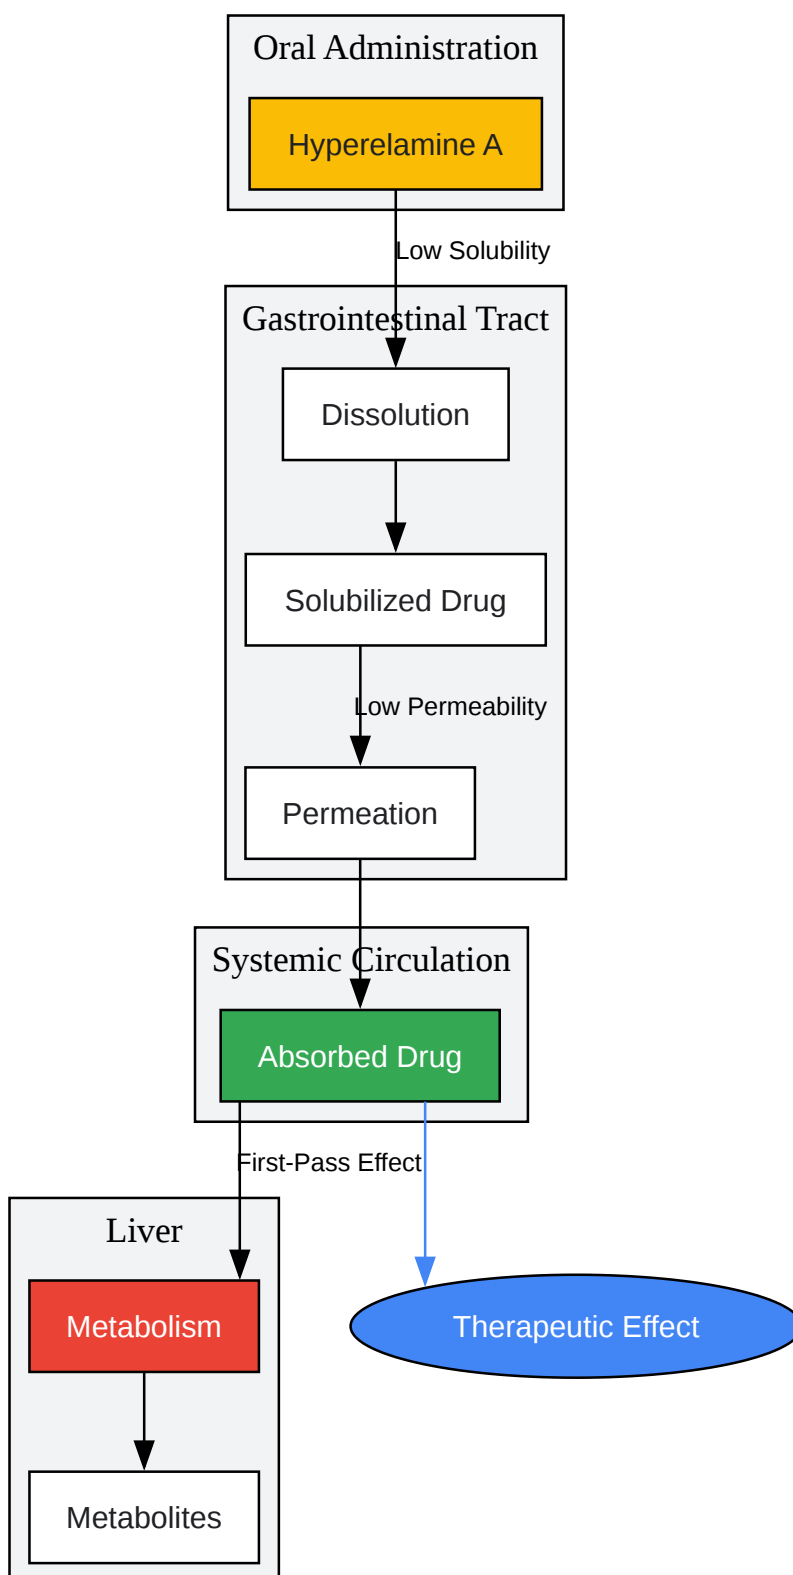 Oral Administration
Hyperelamine A
Low Solubility
Gastrointestinal Tract
Dissolution
Solubilized Drug
Low Permeability
Permeation
Systemic Circulation
Absorbed Drug
First-Pass Effect
Liver
Metabolism
Therapeutic Effect
Metabolites